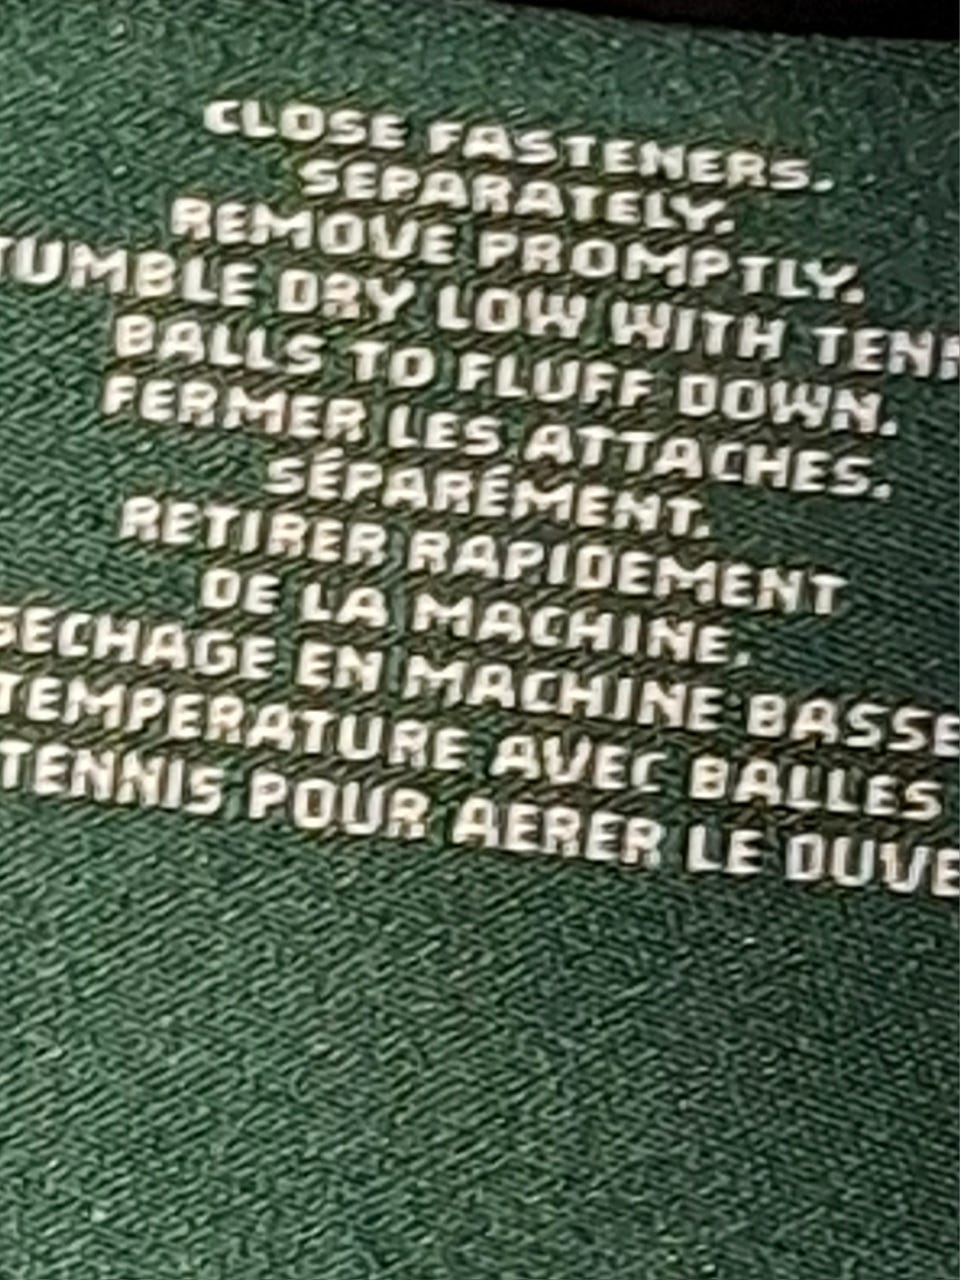 CLOSE FASTENERS.
SEPARATELY.
REMOVE PROMPTLY.
TUMBLE DRY LOW WITH TENN
BALLS TO FLUFF DOWN.
FERMER LES ATTACHES.
SÉPARÉMENT.
RETIRER RAPIDEMENT
DE LA MACHINE.
SECHAGE EN MACHINE BASSE
TEMPERATURE AVEC BALLES
TENNIS POUR AERER LE DUVE